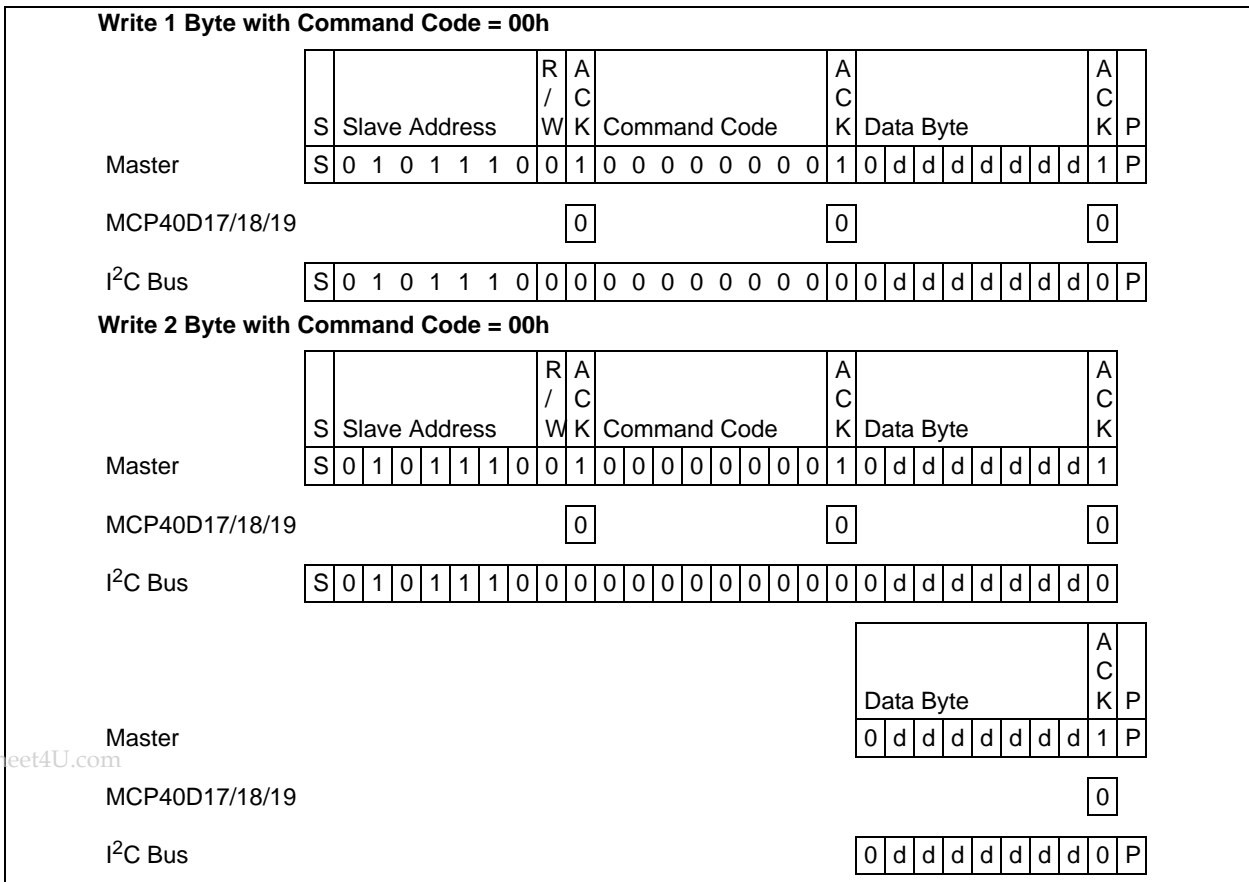 Write 1 Byte with Command Code = 00h
R A A A
/ C C C
S Slave Address W K Command Code K Data Byte K P
Master S 0 1 0 1 1 1 0 0 1 0 0 0 0 0 0 0 0 1 0 d d d d d d d 1 P
MCP40D17/18/19 0 0 0
I²C Bus S 0 1 0 1 1 1 0 0 0 0 0 0 0 0 0 0 0 0 0 d d d d d d d 0 P
Write 2 Byte with Command Code = 00h
R A A A
/ C C C
S Slave Address W K Command Code K Data Byte K
Master S 0 1 0 1 1 1 0 0 1 0 0 0 0 0 0 0 0 1 0 d d d d d d d 1
MCP40D17/18/19 0 0 0
I²C Bus S 0 1 0 1 1 1 0 0 0 0 0 0 0 0 0 0 0 0 0 d d d d d d d 0
A
C
Data Byte K P
Master 0 d d d d d d d 1 P
eet4U.com
MCP40D17/18/19 0
I²C Bus 0 d d d d d d d 0 P